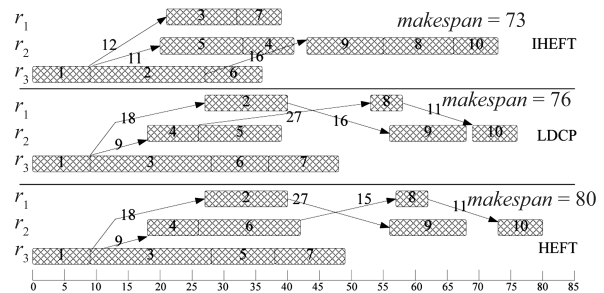 r1 12 3 7 makespan = 73
r2 11 5 4 16 9 8 10 IHEFT
r3 1 2 6
r1 18 2 27 8 11 makespan = 76
r2 9 4 5 16 9 10 LDCP
r3 1 3 6 7
r1 18 2 27 15 8 11 makespan = 80
r2 9 4 6 9 10
r3 1 3 5 7 HEFT
0 5 10 15 20 25 30 35 40 45 50 55 60 65 70 75 80 85